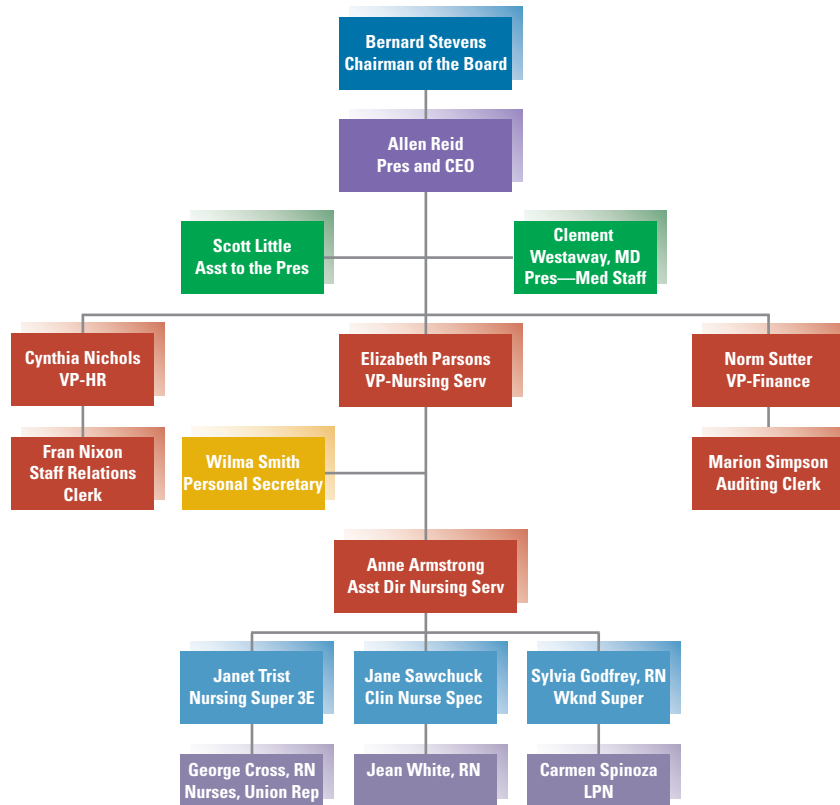 Bernard Stevens
Chairman of the Board
Allen Reid
Pres and CEO
Scott Little
Asst to the Pres
Clement
Westaway, MD
Pres—Med Staff
Cynthia Nichols
VP-HR
Elizabeth Parsons
VP-Nursing Serv
Norm Sutter
VP-Finance
Fran Nixon
Staff Relations
Clerk
Wilma Smith
Personal Secretary
Marion Simpson
Auditing Clerk
Anne Armstrong
Asst Dir Nursing Serv
Janet Trist
Nursing Super 3E
Jane Sawchuck
Clin Nurse Spec
Sylvia Godfrey, RN
Wknd Super
George Cross, RN
Nurses, Union Rep
Jean White, RN
Carmen Spinoza
LPN